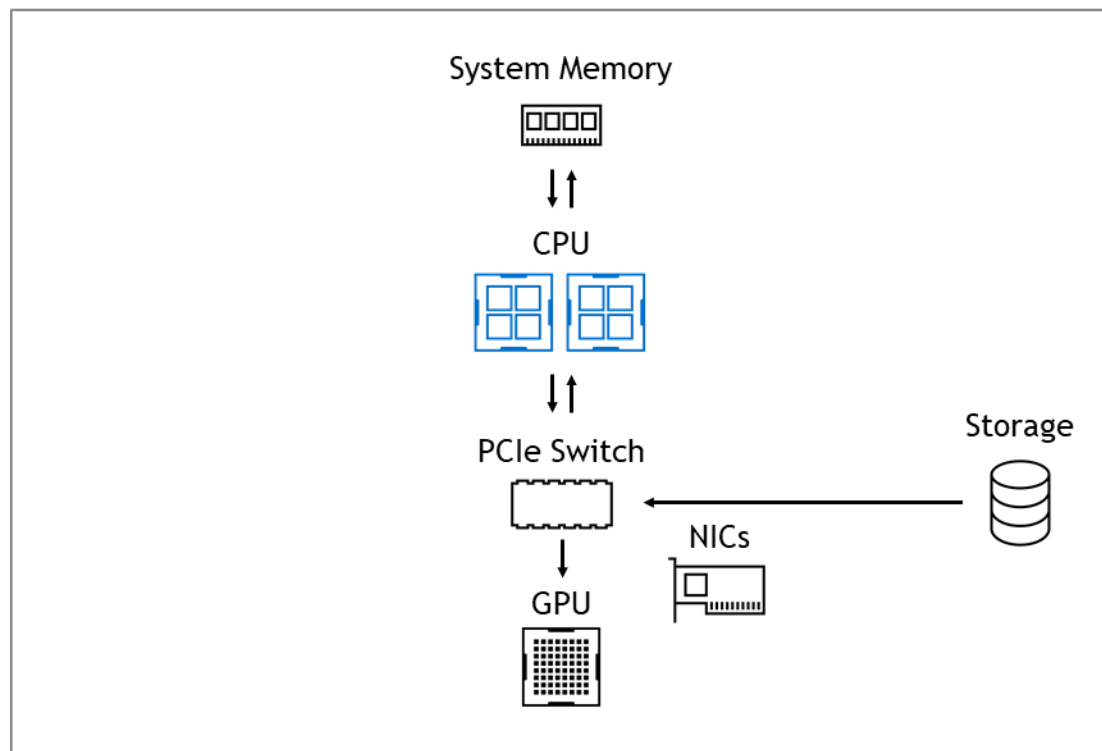 System Memory
CPU
PCIe Switch
Storage
NICs
GPU